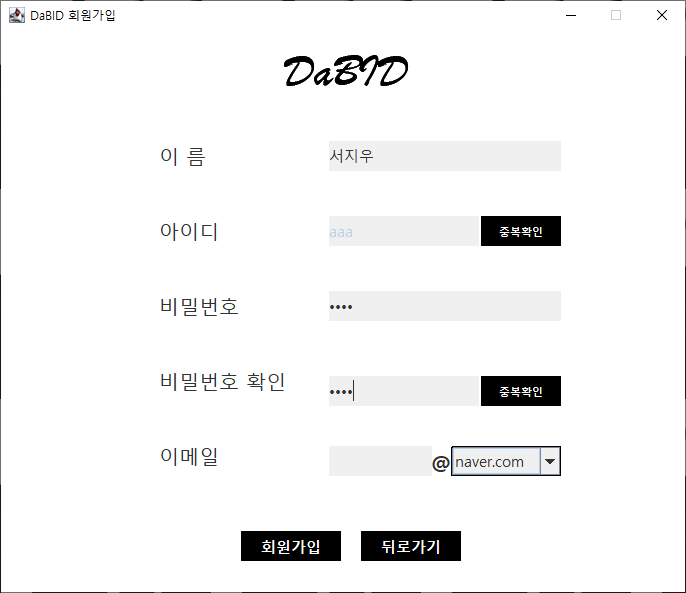 DaBID 회원가입
DaBID
이 름 서지우
아이디 aaa 중복확인
비밀번호 ••••
비밀번호 확인 •••• 중복확인
이메일 @ naver.com
회원가입 뒤로가기